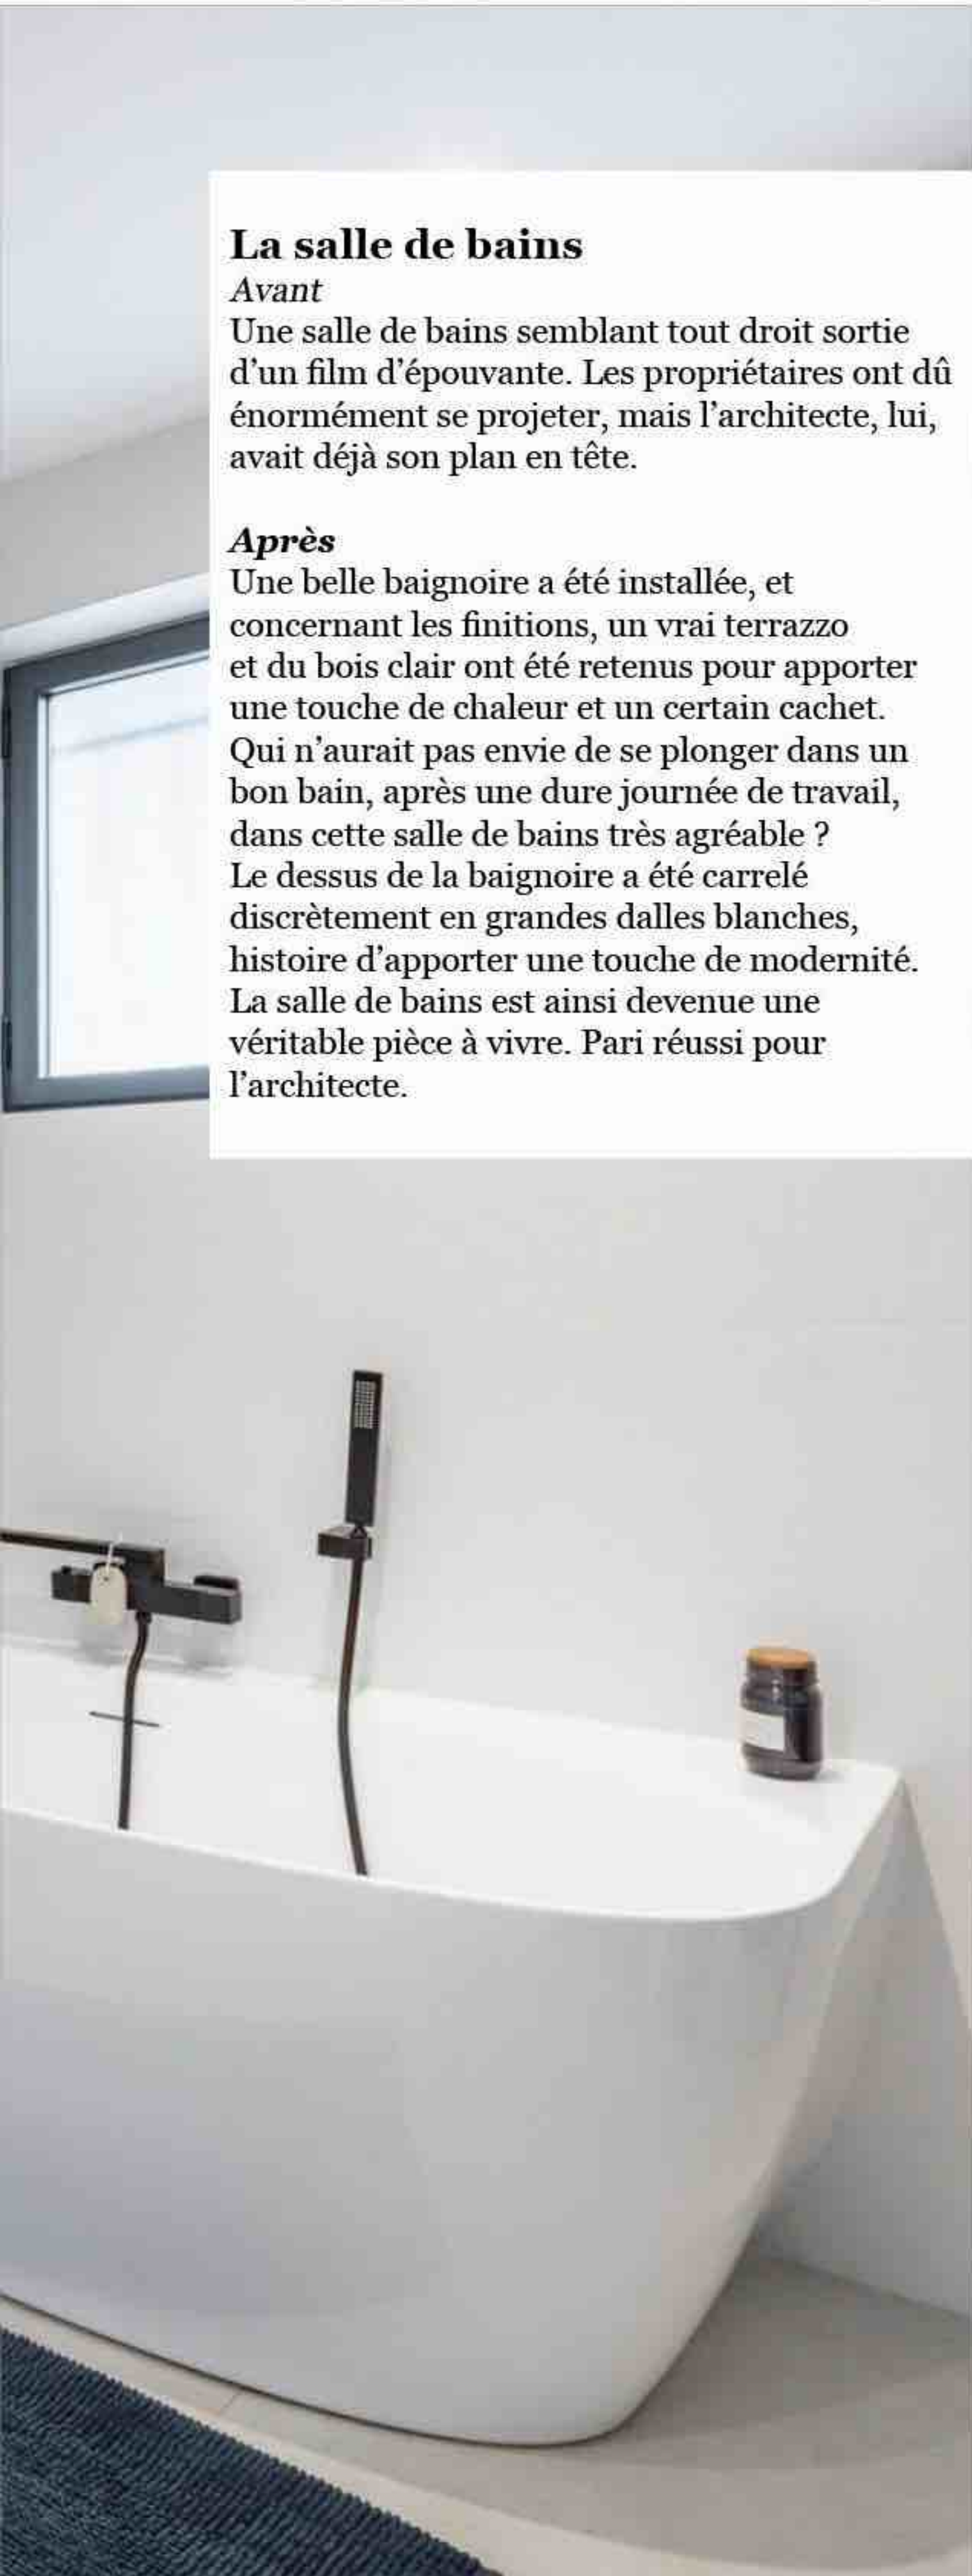 La salle de bains
Avant
Une salle de bains semblant tout droit sortie
d’un film d’épouvante. Les propriétaires ont dû
énormément se projeter, mais l’architecte, lui,
avait déjà son plan en tête.
Après
Une belle baignoire a été installée, et
concernant les finitions, un vrai terrazzo
et du bois clair ont été retenus pour apporter
une touche de chaleur et un certain cachet.
Qui n’aurait pas envie de se plonger dans un
bon bain, après une dure journée de travail,
dans cette salle de bains très agréable ?
Le dessus de la baignoire a été carrelé
discrètement en grandes dalles blanches,
histoire d’apporter une touche de modernité.
La salle de bains est ainsi devenue une
véritable pièce à vivre. Pari réussi pour
l’architecte.